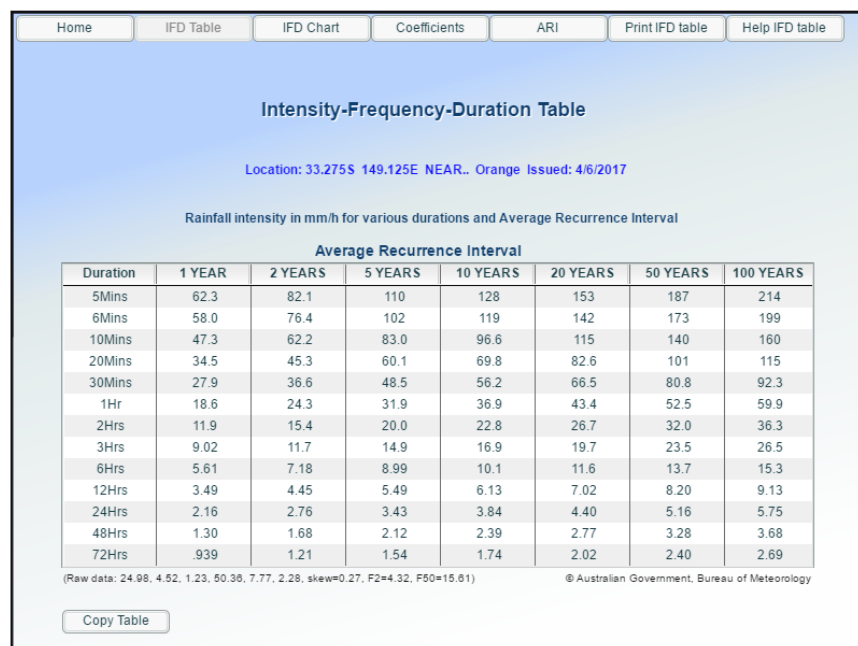 Home IFD Table IFD Chart Coefficients ARI Print IFD table Help IFD table
Intensity-Frequency-Duration Table
Location: 33.275S 149.125E NEAR.. Orange Issued: 4/6/2017
Rainfall intensity in mm/h for various durations and Average Recurrence Interval
Average Recurrence Interval
Duration 1 YEAR 2 YEARS 5 YEARS 10 YEARS 20 YEARS 50 YEARS 100 YEARS
5Mins 62.3 82.1 110 128 153 187 214
6Mins 58.0 76.4 102 119 142 173 199
10Mins 47.3 62.2 83.0 96.6 115 140 160
20Mins 34.5 45.3 60.1 69.8 82.6 101 115
30Mins 27.9 36.6 48.5 56.2 66.5 80.8 92.3
1Hr 18.6 24.3 31.9 36.9 43.4 52.5 59.9
2Hrs 11.9 15.4 20.0 22.8 26.7 32.0 36.3
3Hrs 9.02 11.7 14.9 16.9 19.7 23.5 26.5
6Hrs 5.61 7.18 8.99 10.1 11.6 13.7 15.3
12Hrs 3.49 4.45 5.49 6.13 7.02 8.20 9.13
24Hrs 2.16 2.76 3.43 3.84 4.40 5.16 5.75
48Hrs 1.30 1.68 2.12 2.39 2.77 3.28 3.68
72Hrs .939 1.21 1.54 1.74 2.02 2.40 2.69
(Raw data: 24.98, 4.52, 1.23, 50.36, 7.77, 2.28, skew=0.27, F2=4.32, F50=15.61) © Australian Government, Bureau of Meteorology
Copy Table